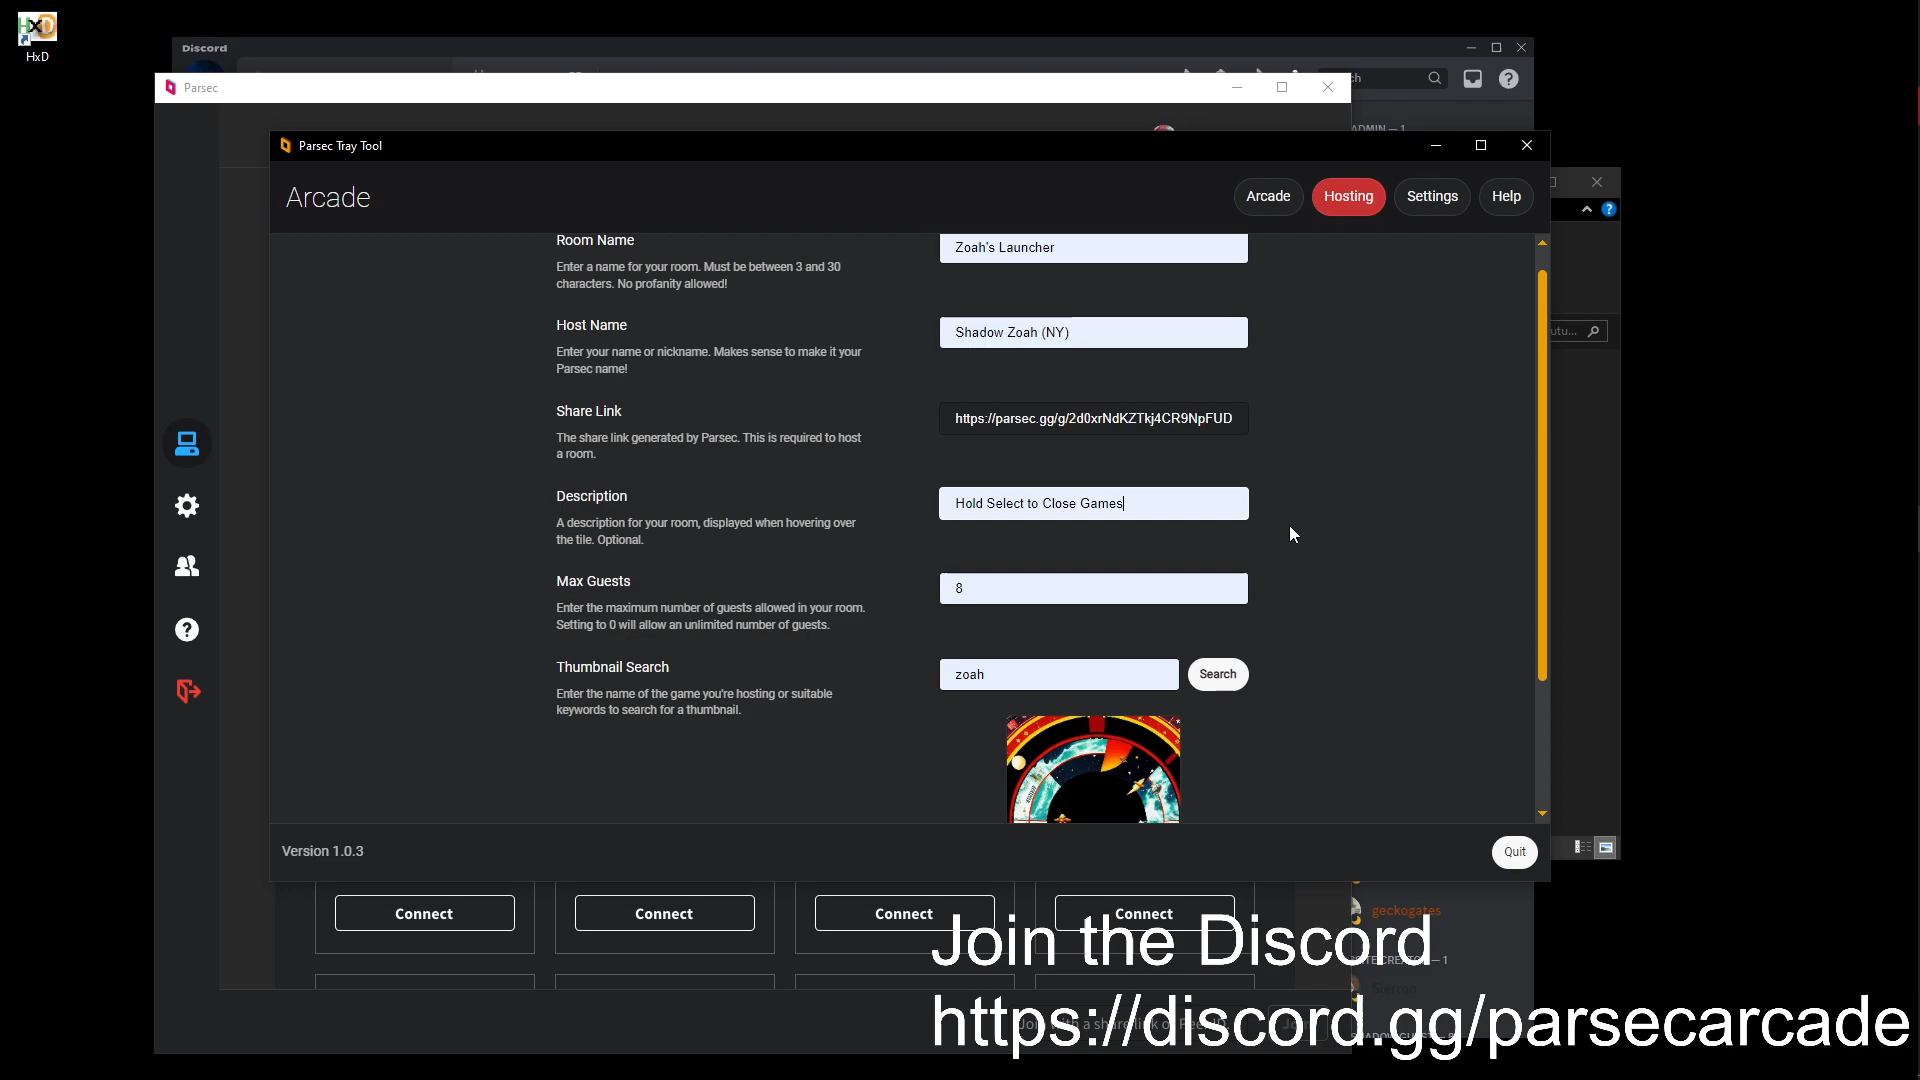 HxD
Discord
Parsec
ADMIN — 1
Parsec Tray Tool
Arcade
Arcade
Hosting
Settings
Help
Room Name
Zoah's Launcher
Enter a name for your room. Must be between 3 and 30
characters. No profanity allowed!
Host Name
Shadow Zoah (NY)
Enter your name or nickname. Makes sense to make it your
Parsec name!
Share Link
https://parsec.gg/g/2d0xrNdKZTkj4CR9NpFUD
The share link generated by Parsec. This is required to host
a room.
Description
Hold Select to Close Games
A description for your room, displayed when hovering over
the tile. Optional.
Max Guests
8
Enter the maximum number of guests allowed in your room.
Setting to 0 will allow an unlimited number of guests.
Thumbnail Search
zoah
Search
Enter the name of the game you're hosting or suitable
keywords to search for a thumbnail.
Version 1.0.3
Quit
Connect
Connect
Connect
Connect
geckogates
Join the Discord
https://discord.gg/parsecarcade